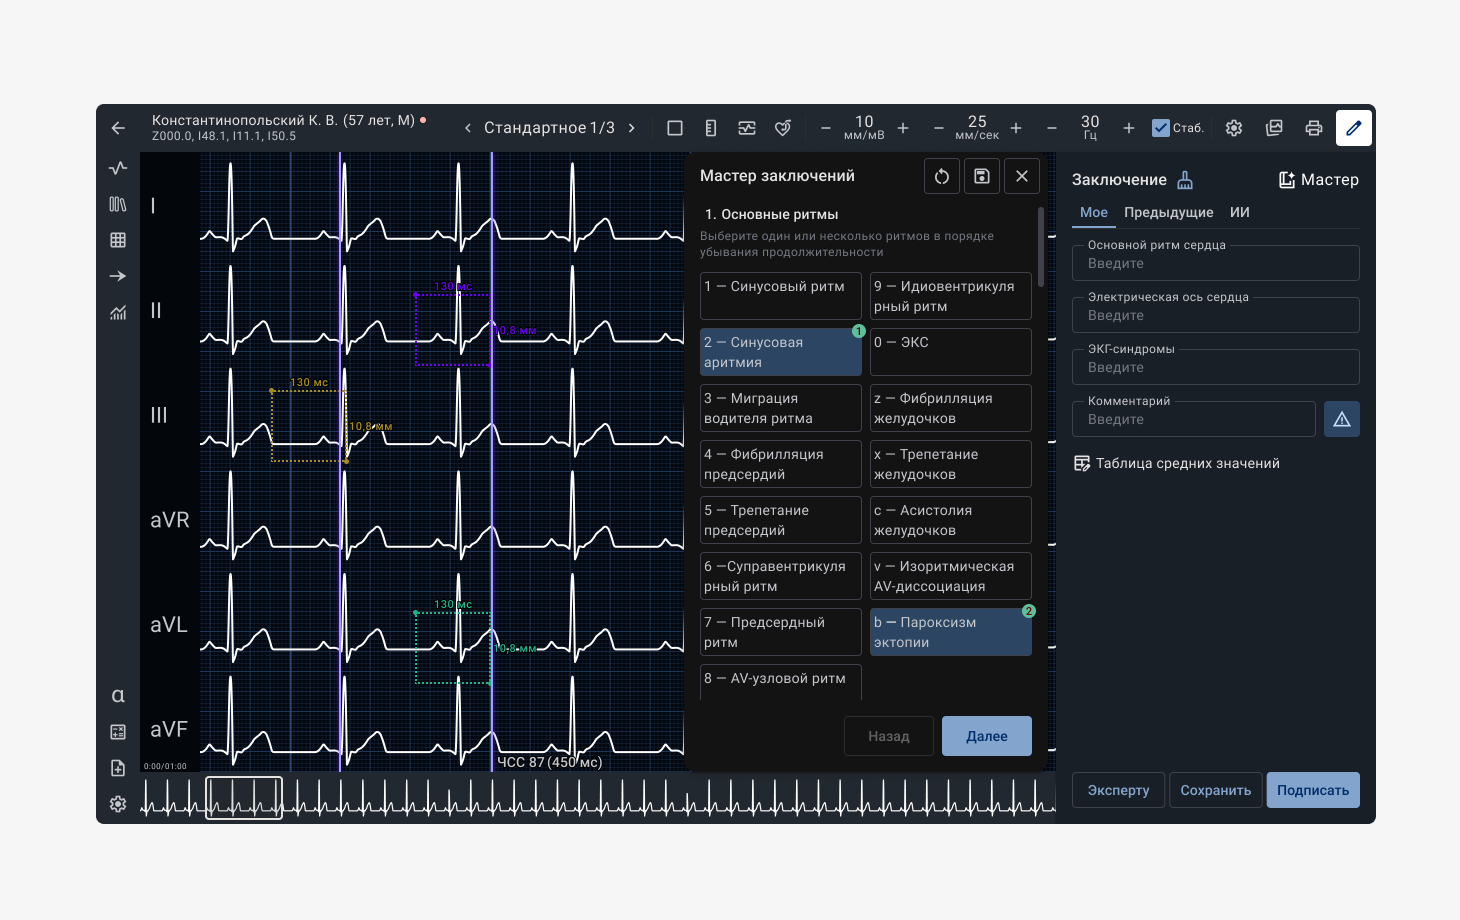 Константинопольский К. В. (57 лет, М)
Z000.0, I48.1, I11.1, I50.5
Стандартное 1/3
10
мм/мВ
25
мм/сек
30
Гц
Стаб.
I
II
III
aVR
aVL
aVF
130 мс
10,8 мм
130 мс
10,8 мм
130 мс
10,8 мм
ЧСС 87 (450 мс)
0:00/01:00
α
Мастер заключений
1. Основные ритмы
Выберите один или несколько ритмов в порядке
убывания продолжительности
1 — Синусовый ритм
9 — Идиовентрикуля
рный ритм
2 — Синусовая
аритмия
1
0 — ЭКС
3 — Миграция
водителя ритма
z — Фибрилляция
желудочков
4 — Фибрилляция
предсердий
x — Трепетание
желудочков
5 — Трепетание
предсердий
c — Асистолия
желудочков
6 —Суправентрикуля
рный ритм
v — Изоритмическая
AV-диссоциация
7 — Предсердный
ритм
b — Пароксизм
эктопии
2
8 — AV-узловой ритм
Назад
Далее
Заключение
Мастер
Мое
Предыдущие
ИИ
Основной ритм сердца
Введите
Электрическая ось сердца
Введите
ЭКГ-синдромы
Введите
Комментарий
Введите
Таблица средних значений
Эксперту
Сохранить
Подписать